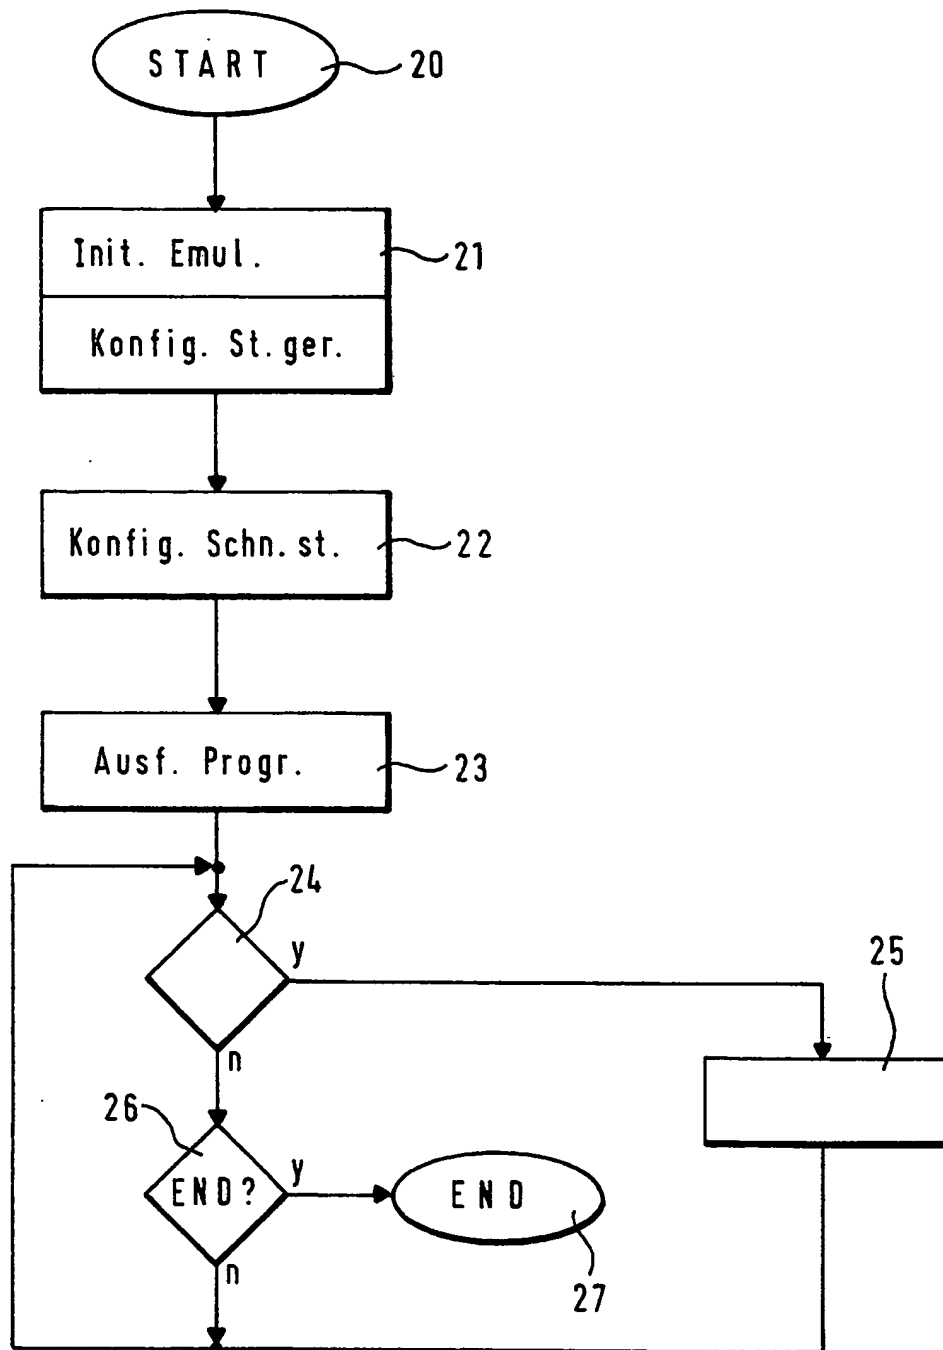 START 20
Init. Emul. 21
Konfig. St.ger.
Konfig. Schn.st. 22
Ausf. Progr. 23
24
y
25
n
26
END? y END
n 27